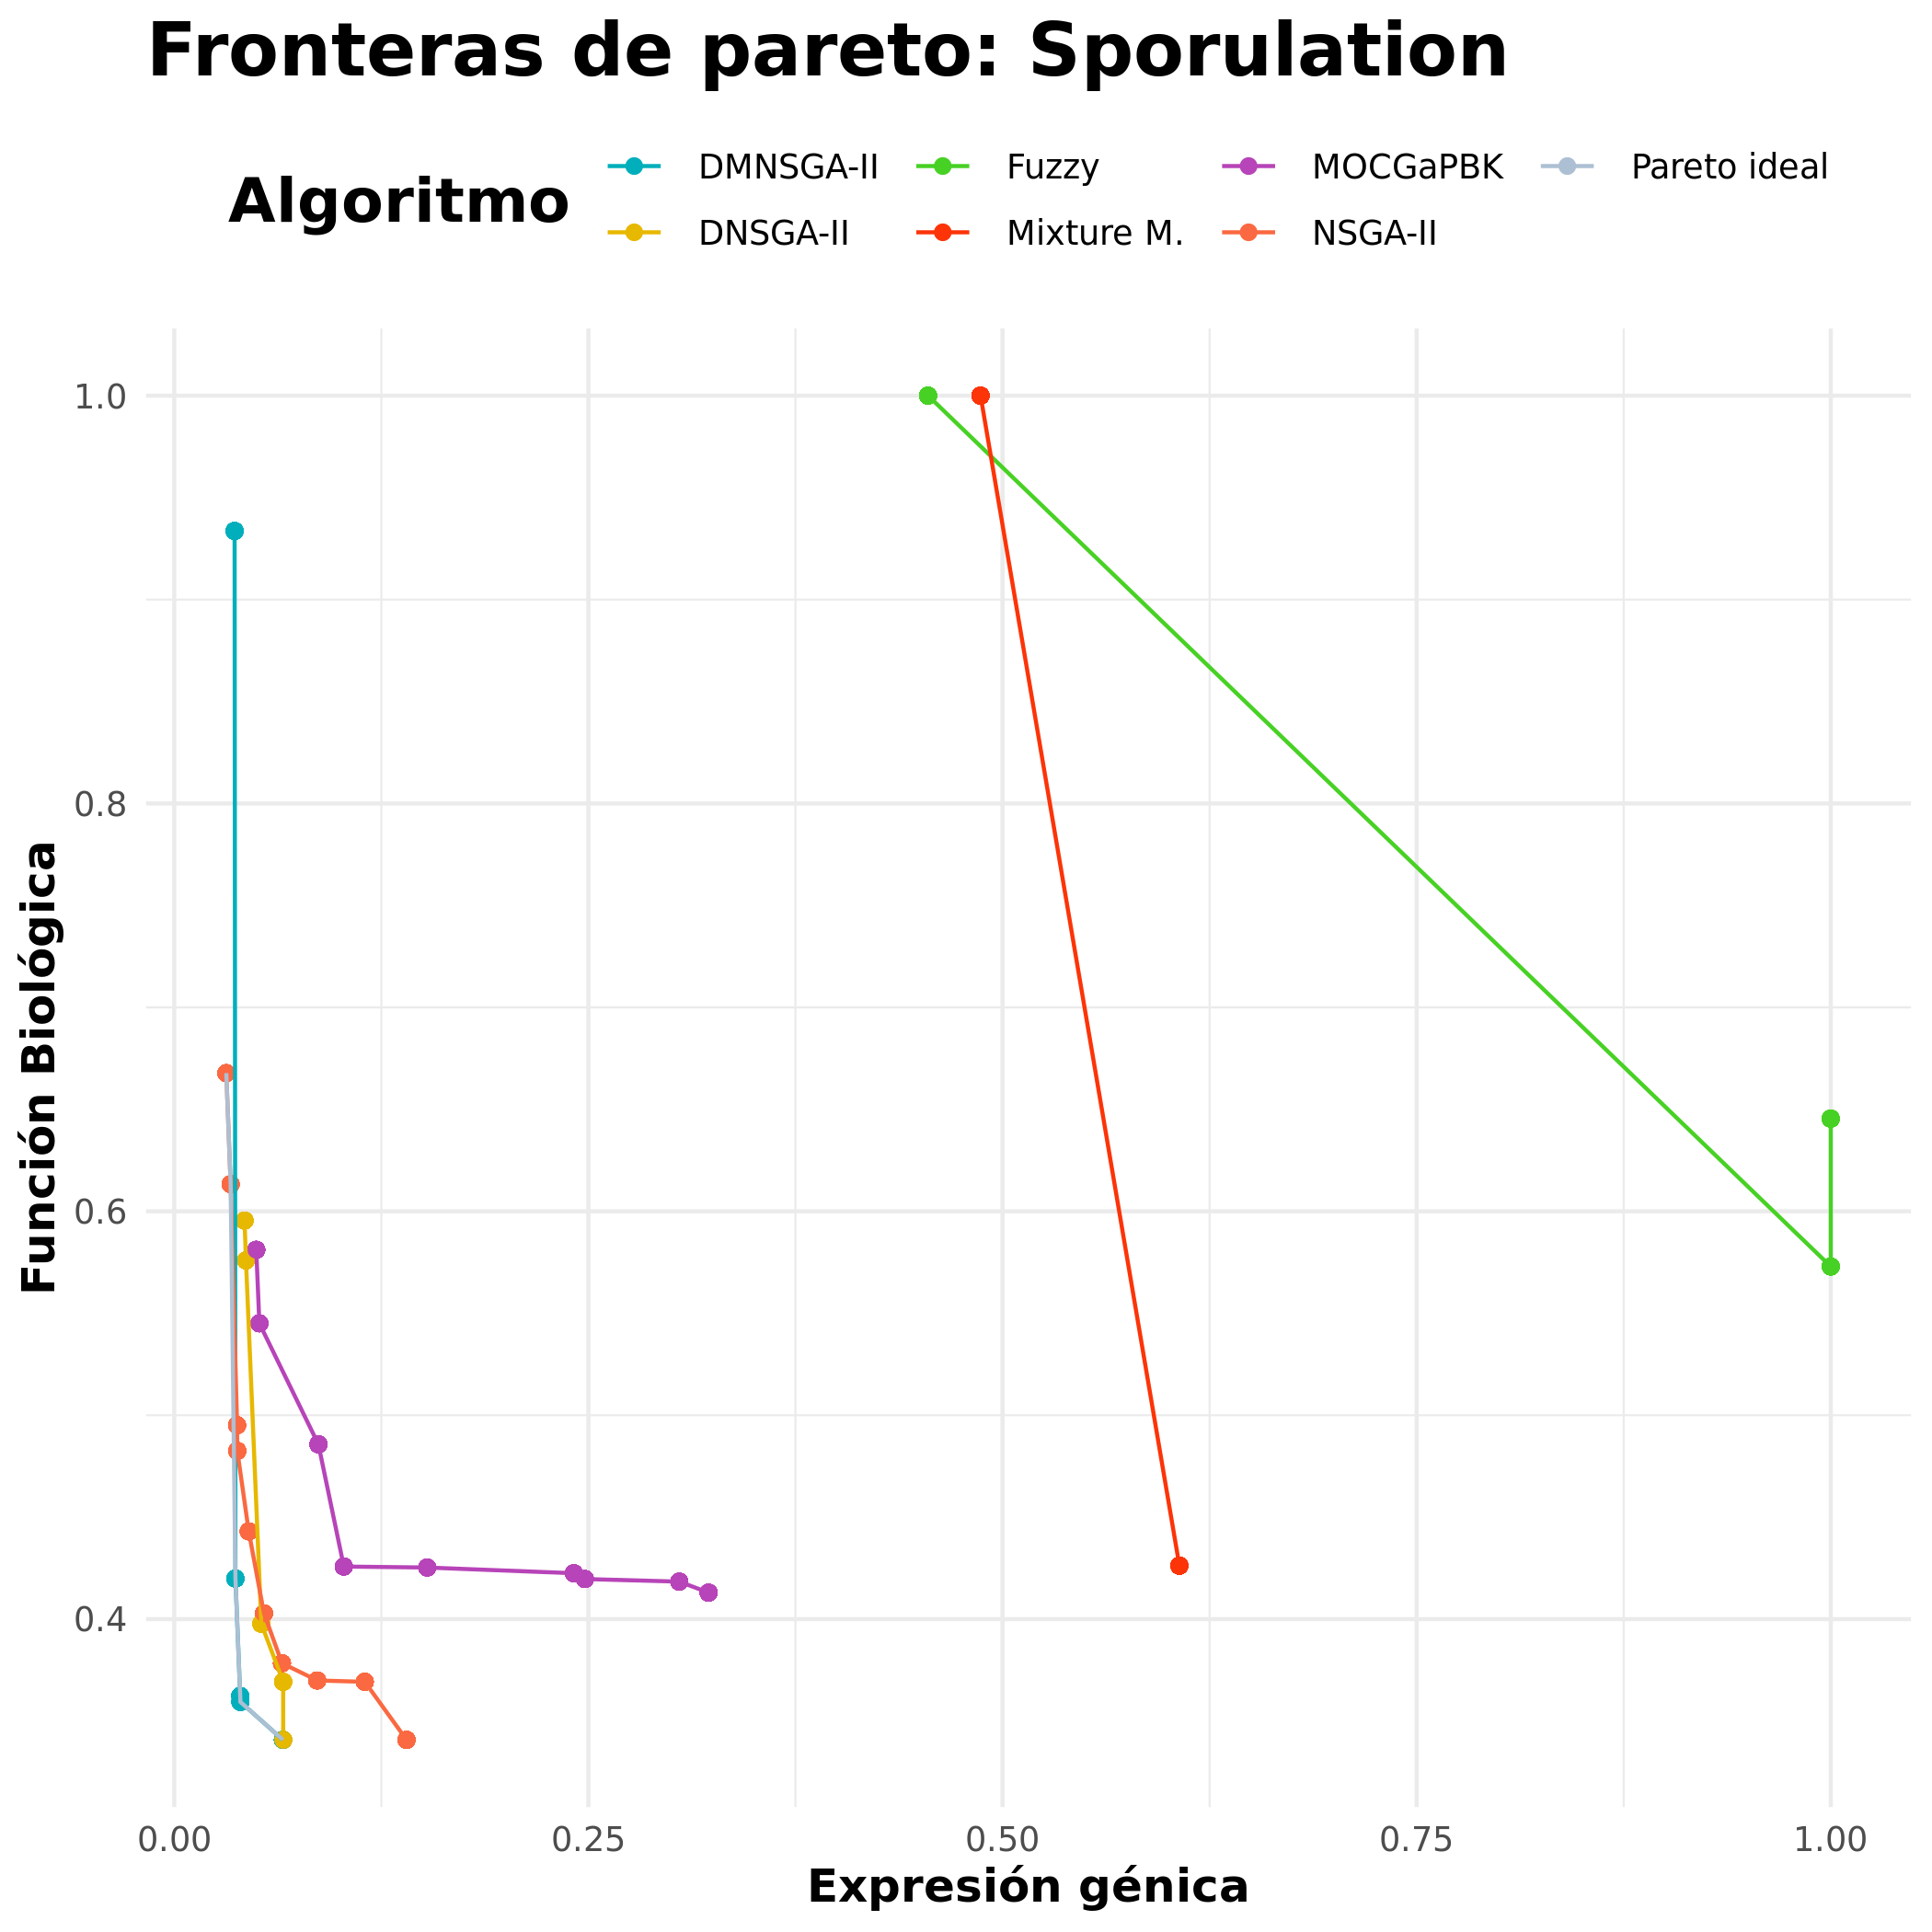 Fronteras de pareto: Sporulation
Algoritmo
DMNSGA-II
Fuzzy
MOCGaPBK
Pareto ideal
DNSGA-II
Mixture M.
NSGA-II
Función Biológica
1.0
0.8
0.6
0.4
0.00
0.25
0.50
0.75
1.00
Expresión génica